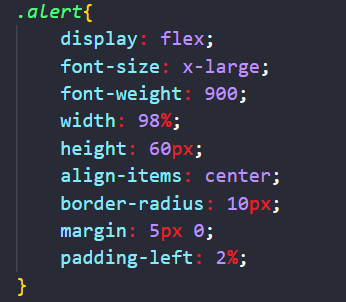 .alert{
display: flex;
font-size: x-large;
font-weight: 900;
width: 98%;
height: 60px;
align-items: center;
border-radius: 10px;
margin: 5px 0;
padding-left: 2%;
}